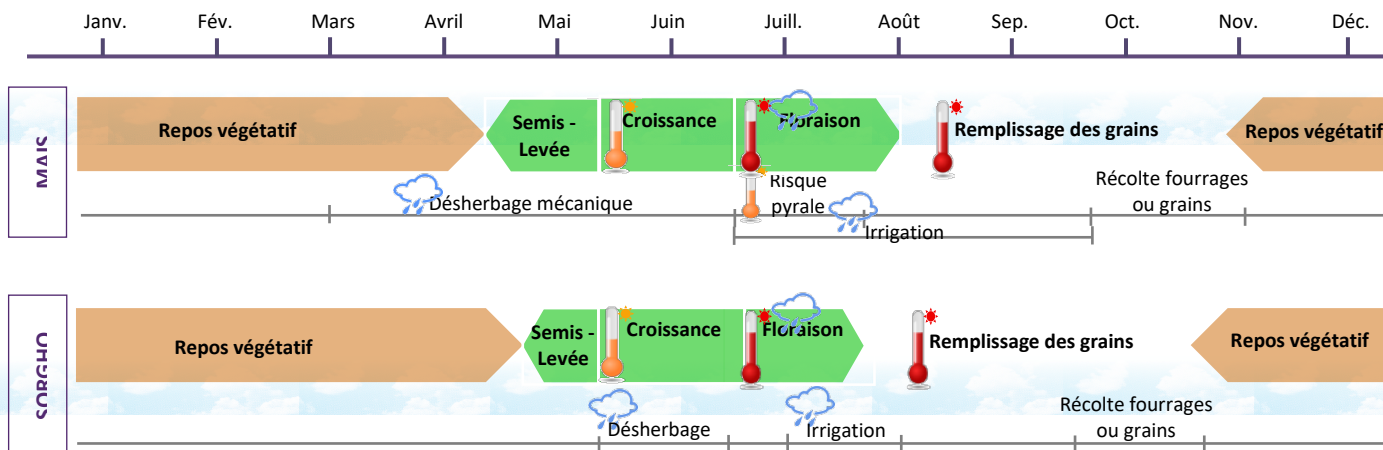 Janv. Fév. Mars Avril Mai Juin Juill. Août Sep. Oct. Nov. Déc.
MAIS
Repos végétatif
Semis -
Levée
Croissance
Floraison
Remplissage des grains
Repos végétatif
Désherbage mécanique
Risque
pyrale
Irrigation
Récolte fourrages
ou grains
SORGHO
Repos végétatif
Semis -
Levée
Croissance
Floraison
Remplissage des grains
Repos végétatif
Désherbage
Irrigation
Récolte fourrages
ou grains